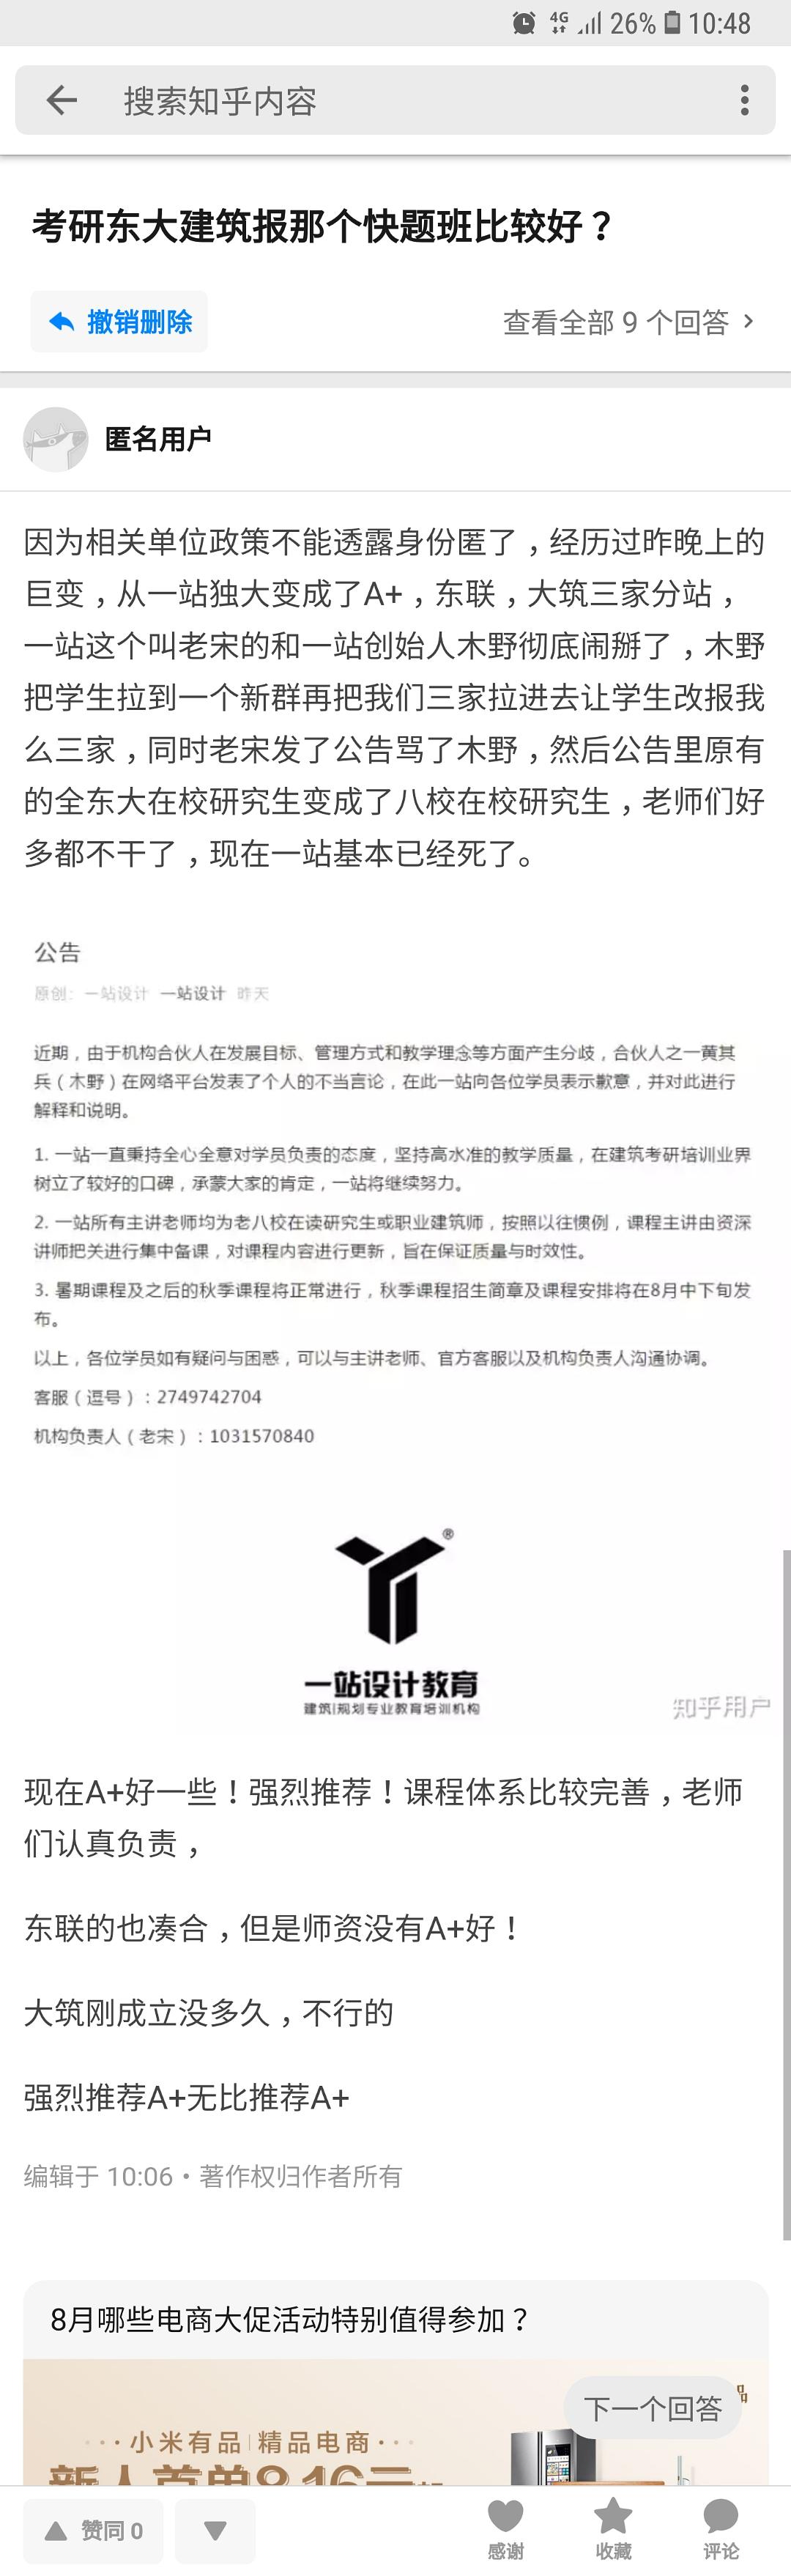 4G 26% 10:48
搜索知乎内容
考研东大建筑报那个快题班比较好？
撤销删除
查看全部 9 个回答
匿名用户
因为相关单位政策不能透露身份匿了，经历过昨晚上的
巨变，从一站独大变成了A+，东联，大筑三家分站，
一站这个叫老宋的和一站创始人木野彻底闹掰了，木野
把学生拉到一个新群再把我们三家拉进去让学生改报我
么三家，同时老宋发了公告骂了木野，然后公告里原有
的全东大在校研究生变成了八校在校研究生，老师们好
多都不干了，现在一站基本已经死了。
公告
原创: 一站设计 一站设计 昨天
近期，由于机构合伙人在发展目标、管理方式和教学理念等方面产生分歧，合伙人之一黄其
兵（木野）在网络平台发表了个人的不当言论，在此一站向各位学员表示歉意，并对此进行
解释和说明。
1. 一站一直秉持全心全意对学员负责的态度，坚持高水准的教学质量，在建筑考研培训业界
树立了较好的口碑，承蒙大家的肯定，一站将继续努力。
2. 一站所有主讲老师均为老八校在读研究生或职业建筑师，按照以往惯例，课程主讲由资深
讲师把关进行集中备课，对课程内容进行更新，旨在保证质量与时效性。
3. 暑期课程及之后的秋季课程将正常进行，秋季课程招生简章及课程安排将在8月中下旬发
布。
以上，各位学员如有疑问与困惑，可以与主讲老师、官方客服以及机构负责人沟通协调。
客服（逗号）: 2749742704
机构负责人（老宋）: 1031570840
®
一站设计教育
建筑|规划专业教育培训机构
知乎用户
现在A+好一些！强烈推荐！课程体系比较完善，老师
们认真负责，
东联的也凑合，但是师资没有A+好！
大筑刚成立没多久，不行的
强烈推荐A+无比推荐A+
编辑于 10:06 • 著作权归作者所有
8月哪些电商大促活动特别值得参加？
下一个回答
品
···小米有品|精品电商···
新人首单8.16元
赞同 0
感谢
收藏
评论